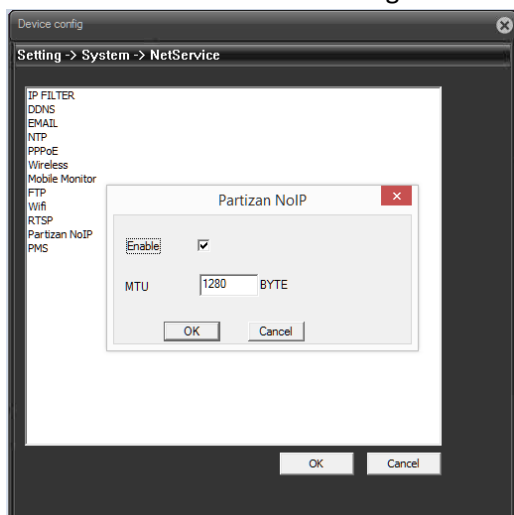 Device config
Setting -> System -> NetService
IP FILTER
DDNS
EMAIL
NTP
PPPoE
Wireless
Mobile Monitor
FTP
Wifi
RTSP
Partizan NoIP
PMS
Partizan NoIP
Enable
MTU 1280 BYTE
OK Cancel
OK Cancel